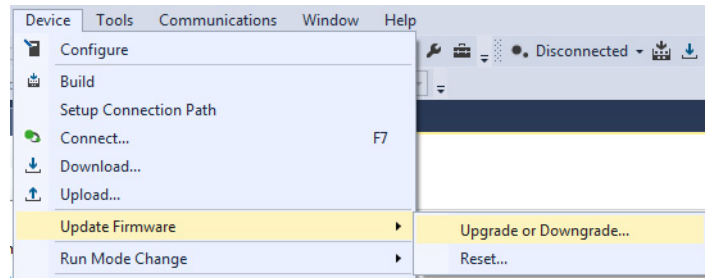 Device Tools Communications Window Help
Configure
Disconnected
Build
Setup Connection Path
Connect... F7
Download...
Upload...
Update Firmware
Upgrade or Downgrade...
Run Mode Change
Reset...